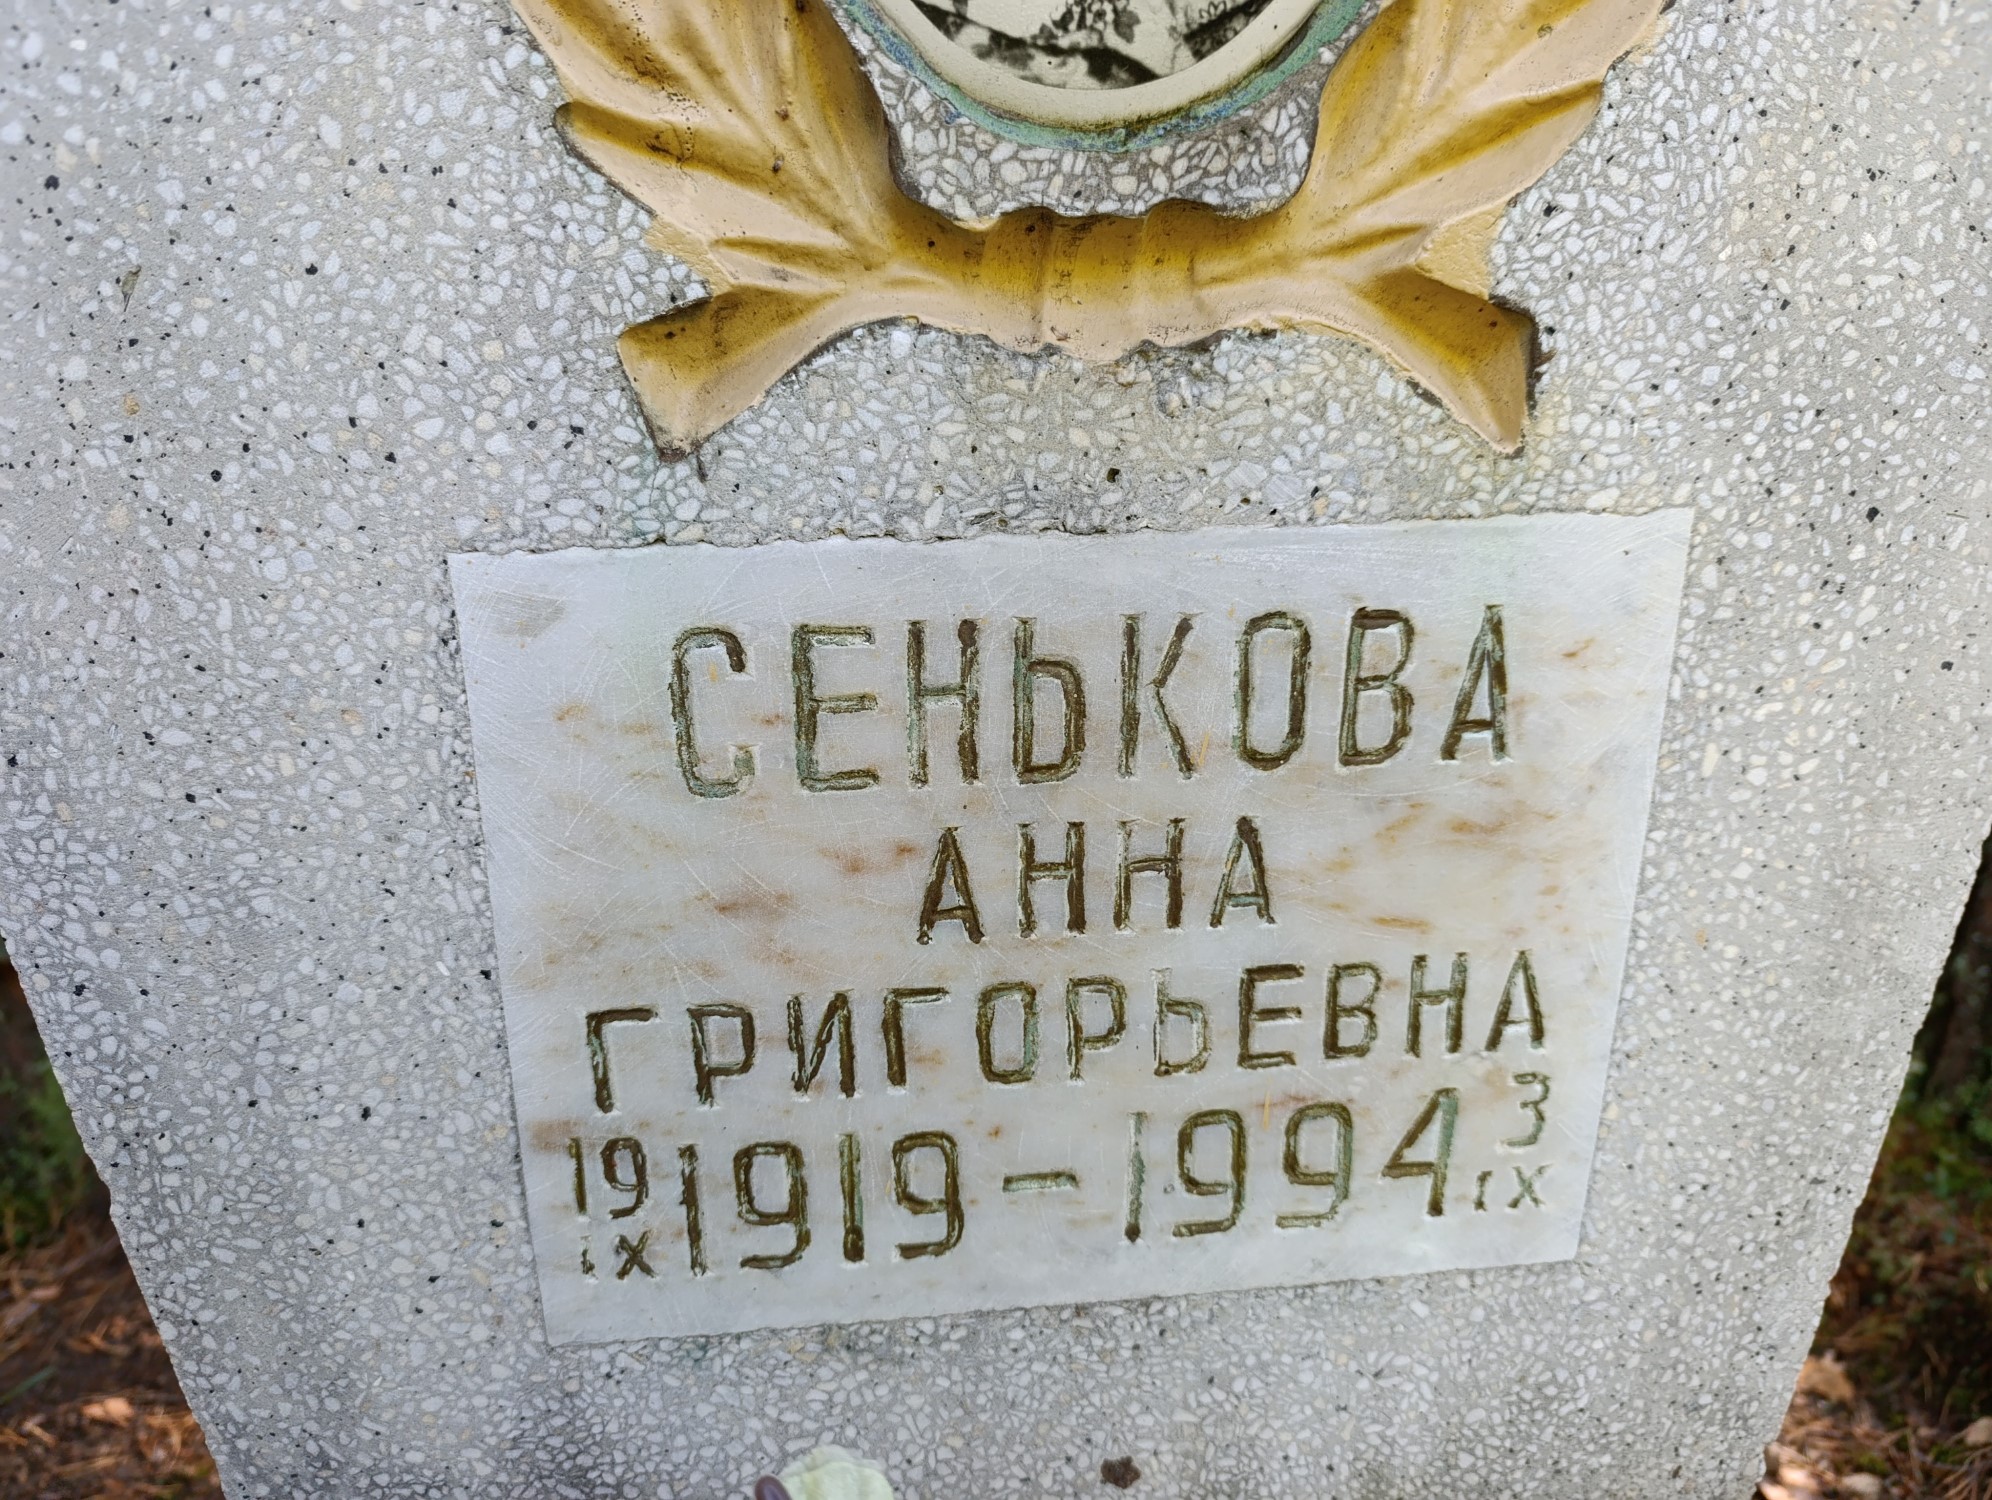 СЕНЬКОВА
АННА
ГРИГОРЬЕВНА
19 IX 1919 – 1994 3 IX